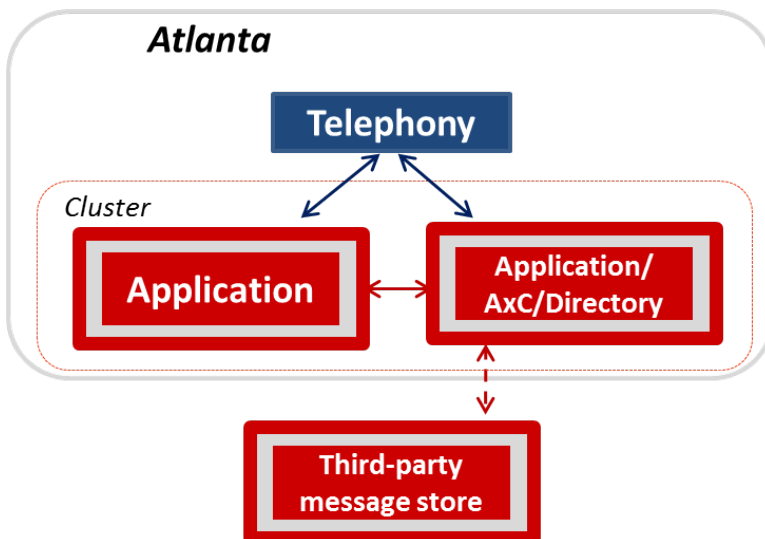 Atlanta
Telephony
Cluster
Application
Application/
AxC/Directory
Third-party
message store